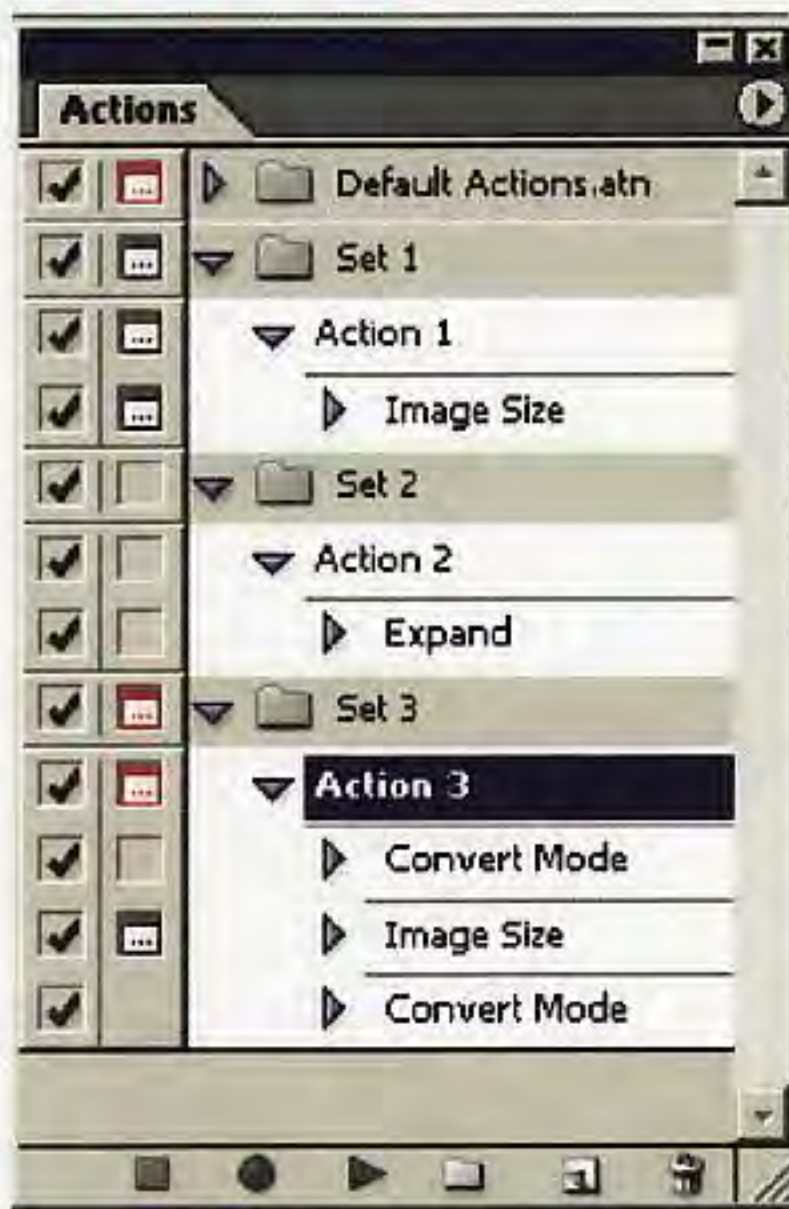 Actions
Default Actions.atn
Set 1
Action 1
Image Size
Set 2
Action 2
Expand
Set 3
Action 3
Convert Mode
Image Size
Convert Mode